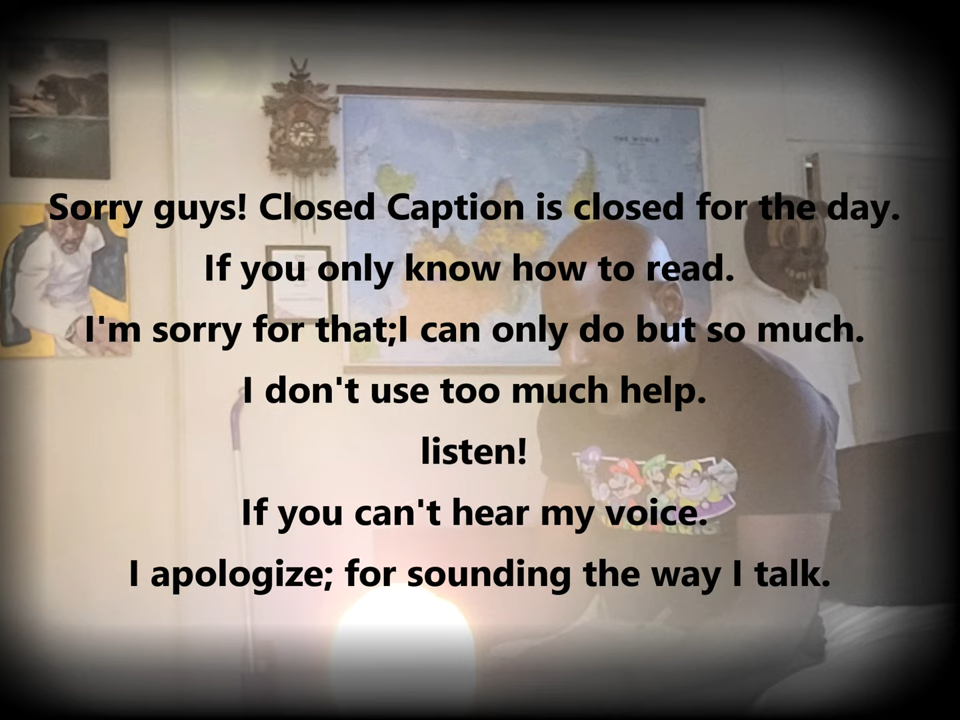 THE WORLD
Sorry guys! Closed Caption is closed for the day.
If you only know how to read.
I'm sorry for that;I can only do but so much.
I don't use too much help.
listen!
If you can't hear my voice.
I apologize; for sounding the way I talk.